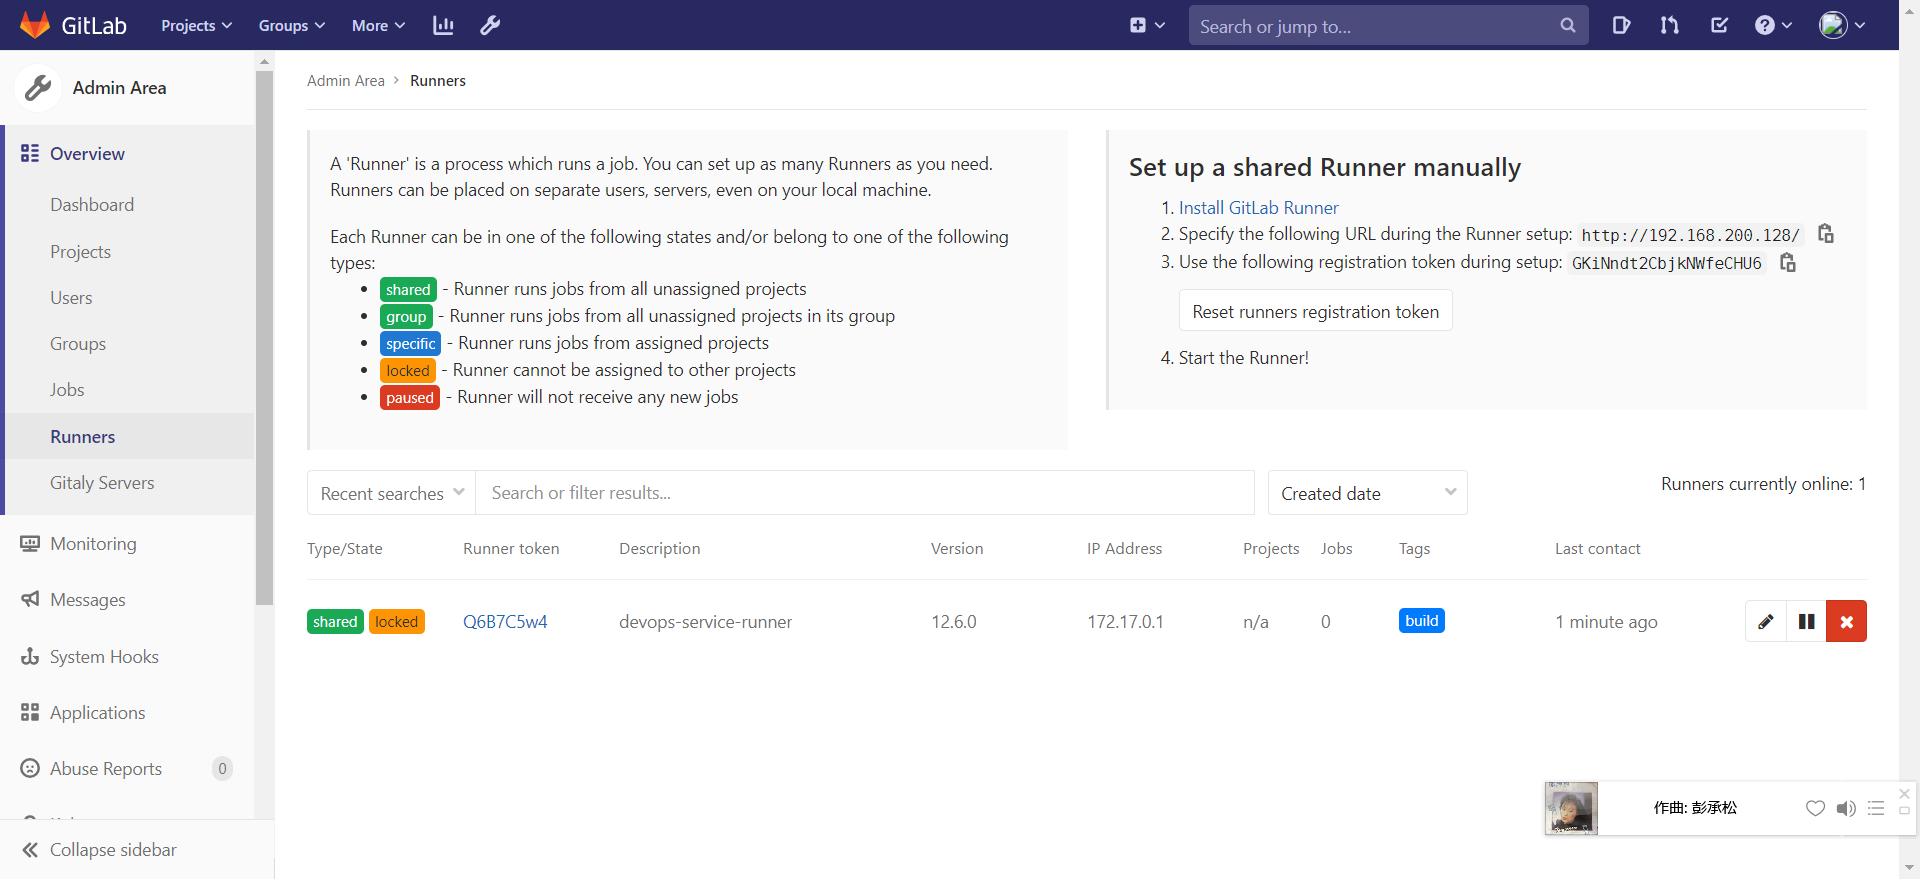 GitLab Projects Groups More Search or jump to...
Admin Area
Overview
Dashboard
Projects
Users
Groups
Jobs
Runners
Gitaly Servers
Monitoring
Messages
System Hooks
Applications
Abuse Reports 0
Collapse sidebar
Admin Area > Runners
A 'Runner' is a process which runs a job. You can set up as many Runners as you need.
Runners can be placed on separate users, servers, even on your local machine.
Each Runner can be in one of the following states and/or belong to one of the following
types:
• shared - Runner runs jobs from all unassigned projects
• group - Runner runs jobs from all unassigned projects in its group
• specific - Runner runs jobs from assigned projects
• locked - Runner cannot be assigned to other projects
• paused - Runner will not receive any new jobs
Set up a shared Runner manually
1. Install GitLab Runner
2. Specify the following URL during the Runner setup: http://192.168.200.128/
3. Use the following registration token during setup: GKiNndt2CbjkNWfeCHU6
Reset runners registration token
4. Start the Runner!
Recent searches Search or filter results... Created date Runners currently online: 1
Type/State Runner token Description Version IP Address Projects Jobs Tags Last contact
shared locked Q6B7C5w4 devops-service-runner 12.6.0 172.17.0.1 n/a 0 build 1 minute ago
作曲: 彭承松